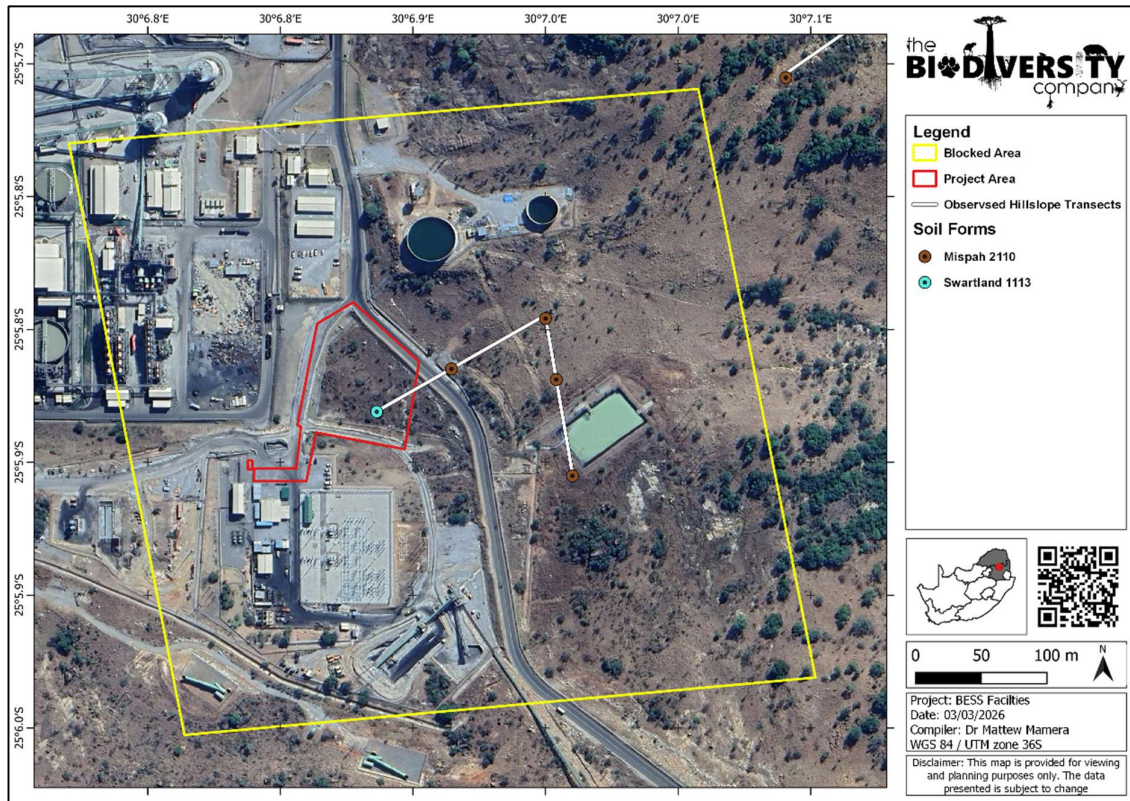 30°6.8'E 30°6.8'E 30°6.9'E 30°7.0'E 30°7.0'E 30°7.1'E
25°5.7'S
25°5.8'S
25°5.8'S
25°5.9'S
25°5.9'S
25°6.0'S
the
BIODIVERSITY
company
Legend
Blocked Area
Project Area
Observsed Hillslope Transects
Soil Forms
Mispah 2110
Swartland 1113
0 50 100 m
N
Project: BESS Facilties
Date: 03/03/2026
Compiler: Dr Mattew Mamera
WGS 84 / UTM zone 36S
Disclaimer: This map is provided for viewing
and planning purposes only. The data
presented is subject to change